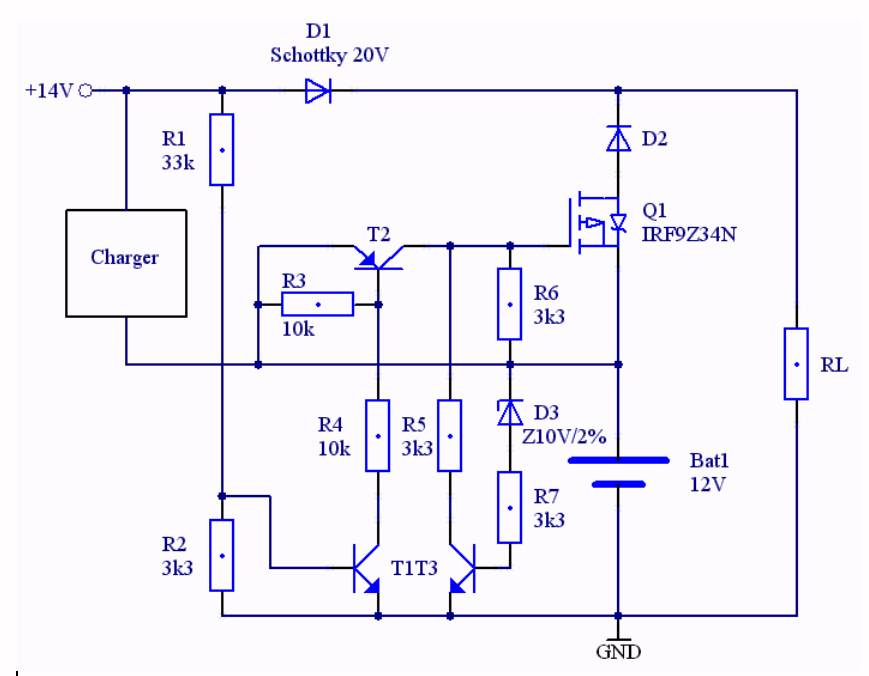 D1
Schottky 20V
+14V
R1
33k
D2
Q1
IRF9Z34N
T2
Charger
R3
10k
R6
3k3
RL
R4
10k
R5
3k3
D3
Z10V/2%
Bat1
12V
R7
3k3
R2
3k3
T1T3
GND